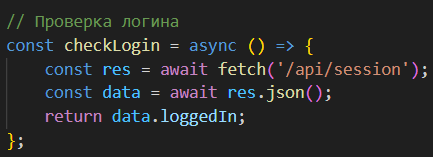 // Проверка логина
const checkLogin = async () => {
    const res = await fetch('/api/session');
    const data = await res.json();
    return data.loggedIn;
};